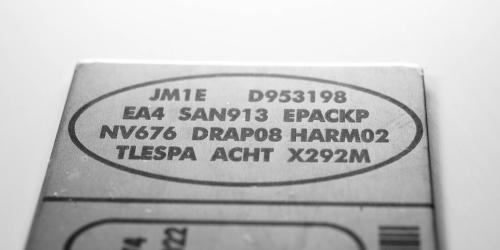 JM1E D953198
EA4 SAN913 EPACKP
NV676 DRAP08 HARM02
TLESPA ACHT X292M